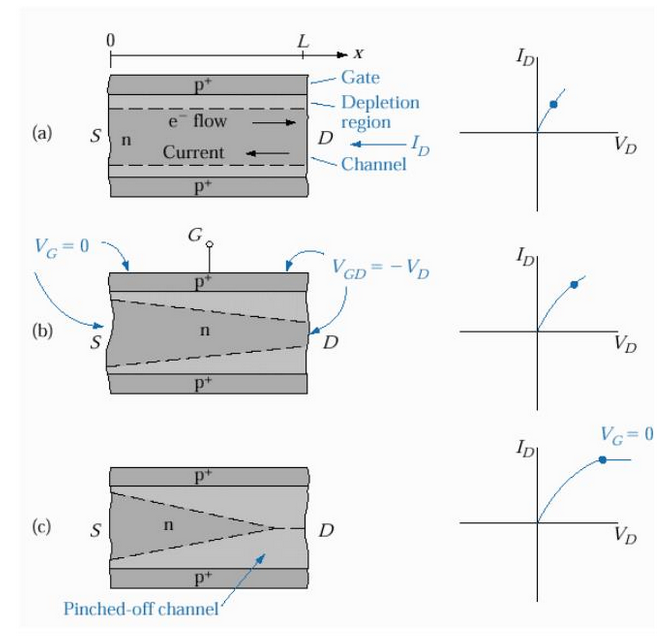 0 L x
p⁺
Gate
Depletion
region
(a) S n e⁻ flow D I_D
Current
Channel
p⁺
I_D
V_D
V_G = 0 G
V_GD = −V_D
p⁺
(b) S n D
p⁺
I_D
V_D
p⁺
(c) S n D
p⁺
Pinched-off channel
V_G = 0
I_D
V_D